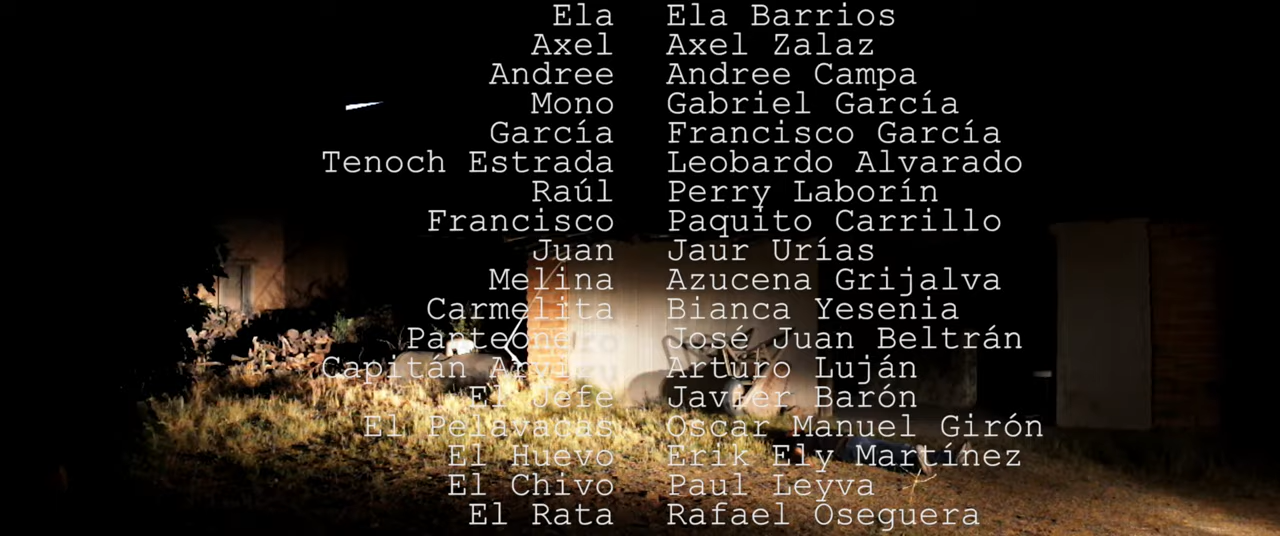 Ela Ela Barrios
Axel Axel Zalaz
Andree Andree Campa
Mono Gabriel García
García Francisco García
Tenoch Estrada Leobardo Alvarado
Raúl Perry Laborín
Francisco Paquito Carrillo
Juan Jaur Urías
Melina Azucena Grijalva
Carmelita Bianca Yesenia
Panteonero José Juan Beltrán
Capitán Arturo Luján
El Jefe Javier Barón
El Pelavacas Oscar Manuel Girón
El Huevo Erik Ely Martínez
El Chivo Paul Leyva
El Rata Rafael Oseguera